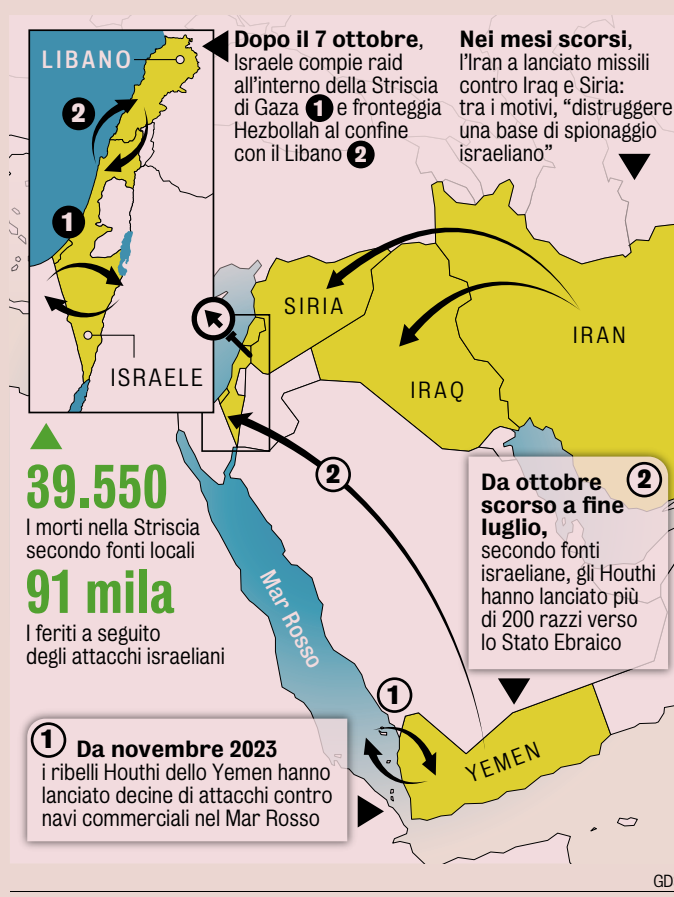 LIBANO
2
1
ISRAELE
Dopo il 7 ottobre,
Israele compie raid
all'interno della Striscia
di Gaza 1 e fronteggia
Hezbollah al confine
con il Libano 2
Nei mesi scorsi,
l'Iran a lanciato missili
contro Iraq e Siria:
tra i motivi, “distruggere
una base di spionaggio
israeliano”
SIRIA
IRAN
IRAQ
39.550
I morti nella Striscia
secondo fonti locali
91 mila
I feriti a seguito
degli attacchi israeliani
2
Mar Rosso
Da ottobre 2
scorso a fine
luglio,
secondo fonti
israeliane, gli Houthi
hanno lanciato più
di 200 razzi verso
lo Stato Ebraico
1
YEMEN
1 Da novembre 2023
i ribelli Houthi dello Yemen hanno
lanciato decine di attacchi contro
navi commerciali nel Mar Rosso
GD